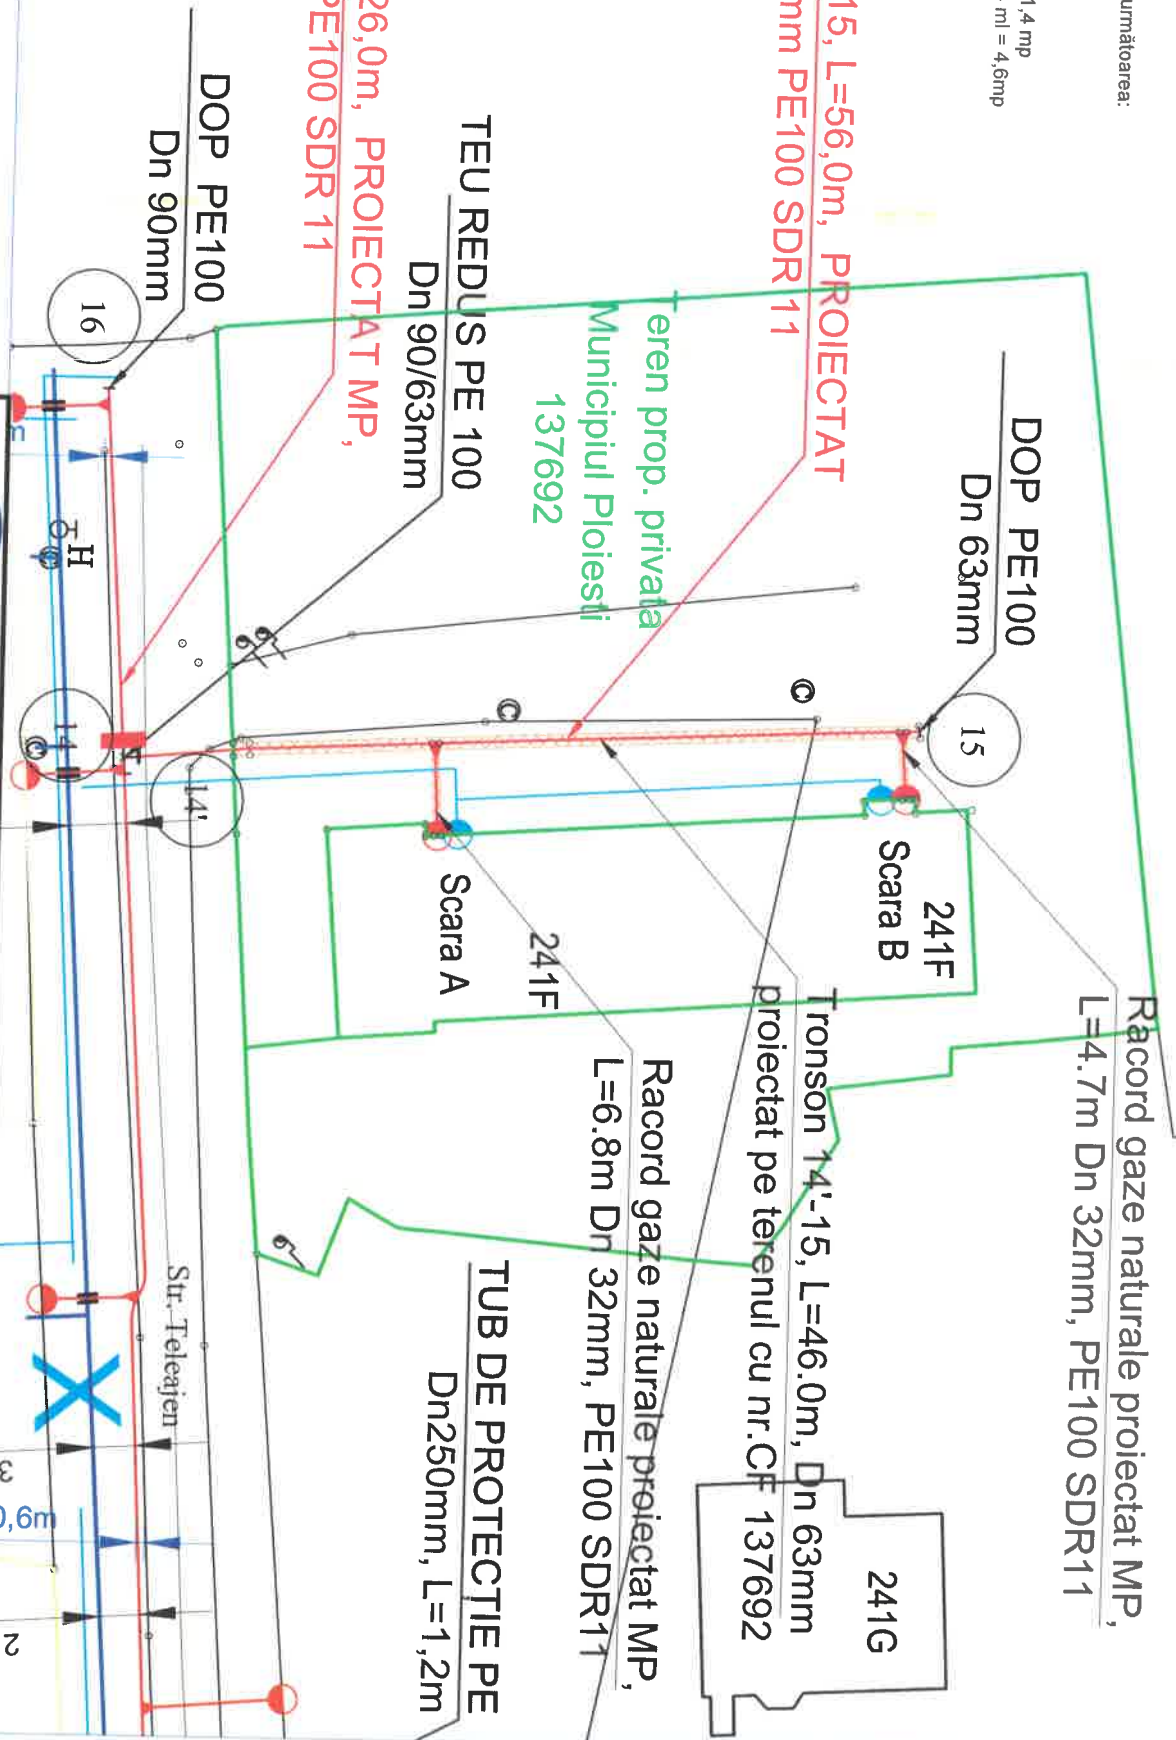 următoarea:
1,4 mp
ml = 4,6mp
Racord gaze naturale proiectat MP,
L=4.7m Dn 32mm, PE100 SDR11
DOP PE100
Dn 63mm
15
241F
Scara B
241G
15, L=56,0m, PROIECTAT
mm PE100 SDR 11
Tronson 14'-15, L=46.0m, Dn 63mm
proiectat pe terenul cu nr.CF 137692
Teren prop. privata
Municipiul Ploiesti
137692
Racord gaze naturale proiectat MP,
L=6.8m Dn 32mm, PE100 SDR11
241F
Scara A
TEU REDUS PE 100
Dn 90/63mm
TUB DE PROTECTIE PE
Dn250mm, L=1,2m
26,0m, PROIECTAT MP,
PE100 SDR 11
DOP PE100
Dn 90mm
16
14'
14
H
©
©
©
©
Str. Teleajen
m
3
0,6m
2